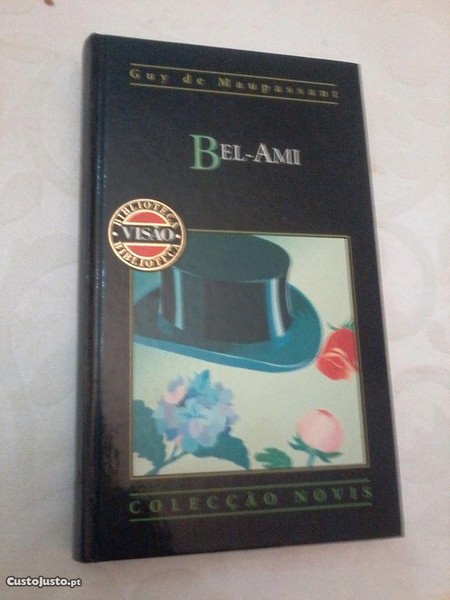 Guy de Maupassant
BEL-AMI
BIBLIOTECA
VISÃO
BIBLIOTECA
COLECÇÃO NOVIS
CustoJusto.pt